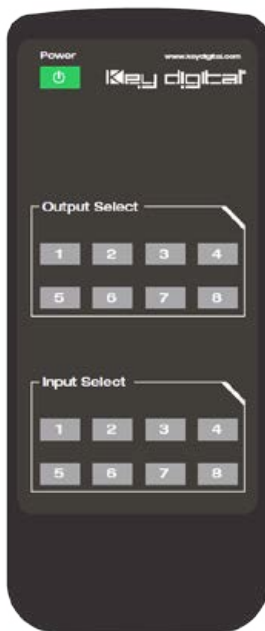 Power www.keydigital.com
Key digital
Output Select
1 2 3 4
5 6 7 8
Input Select
1 2 3 4
5 6 7 8